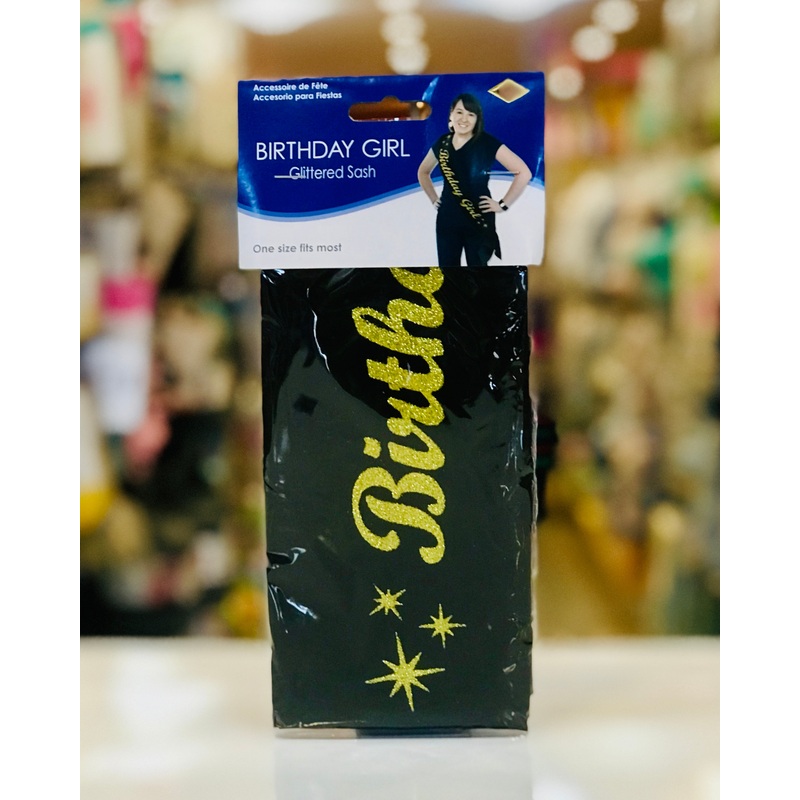 Accessoire de Fête
Accesorio para Fiestas
BIRTHDAY GIRL
Glittered Sash
One size fits most
Birthday Girl
Birthd